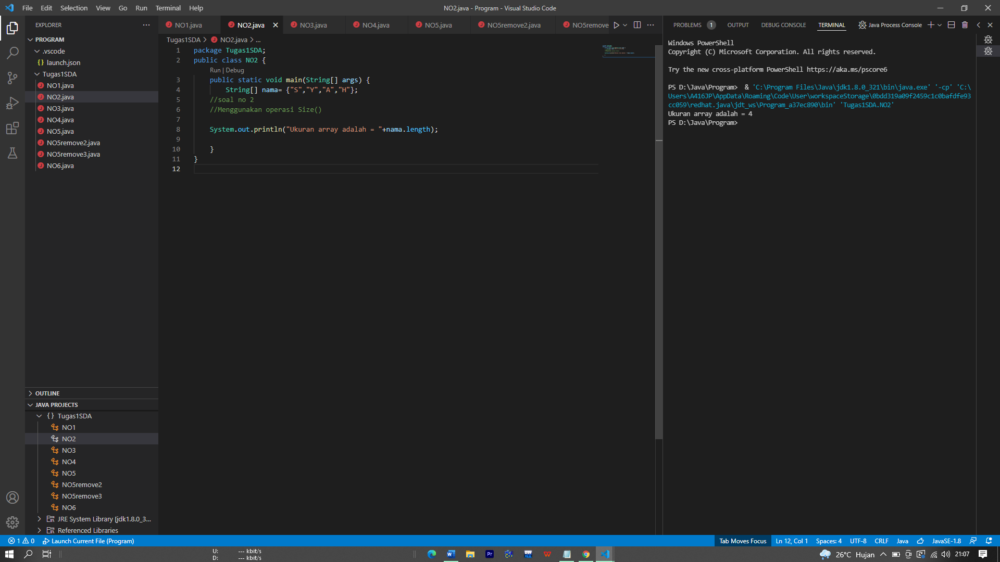 File Edit Selection View Go Run Terminal Help
NO2.java - Program - Visual Studio Code
EXPLORER
PROGRAM
.vscode
{} launch.json
Tugas1SDA
NO1.java
NO2.java
NO3.java
NO4.java
NO5.java
NO5remove2.java
NO5remove3.java
NO6.java
OUTLINE
JAVA PROJECTS
{} Tugas1SDA
NO1
NO2
NO3
NO4
NO5
NO5remove2
NO5remove3
NO6
JRE System Library [jdk1.8.0_3...
Referenced Libraries
NO1.java NO2.java NO3.java NO4.java NO5.java NO5remove2.java NO5remove
Tugas1SDA > NO2.java > ...
1 package Tugas1SDA;
2 public class NO2 {
Run | Debug
3 public static void main(String[] args) {
4 String[] nama= {"S","Y","A","H"};
5 //soal no 2
6 //Menggunakan operasi Size()
7
8 System.out.println("Ukuran array adalah = "+nama.length);
9
10 }
11 }
12
PROBLEMS 1 OUTPUT DEBUG CONSOLE TERMINAL Java Process Console
Windows PowerShell
Copyright (C) Microsoft Corporation. All rights reserved.
Try the new cross-platform PowerShell https://aka.ms/pscore6
PS D:\Java\Program> & 'C:\Program Files\Java\jdk1.8.0_321\bin\java.exe' '-cp' 'C:\
Users\A416JP\AppData\Roaming\Code\User\workspaceStorage\0bdd319a09f2459c1c0bafdfe93
cc059\redhat.java\jdt_ws\Program_a37ec890\bin' 'Tugas1SDA.NO2'
Ukuran array adalah = 4
PS D:\Java\Program>
1 0 Launch Current File (Program)
Tab Moves Focus Ln 12, Col 1 Spaces: 4 UTF-8 CRLF Java JavaSE-1.8
U: --- kbit/s
D: --- kbit/s
W Pr W
26°C Hujan 21:07